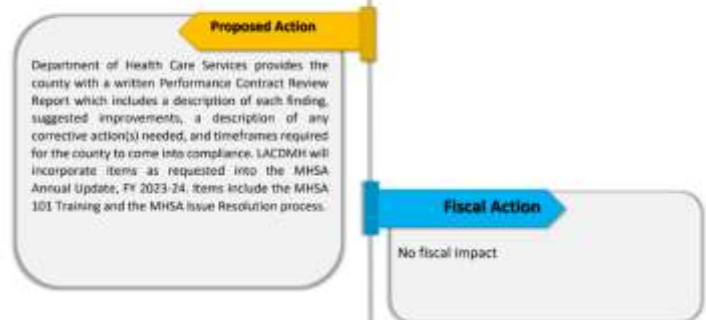 Proposed Action
Department of Health Care Services provides the
county with a written Performance Contract Review
Report which includes a description of each finding,
suggested improvements, a description of any
corrective action(s) needed, and timeframes required
for the county to come into compliance. LACDMH will
incorporate items as requested into the MHSA
Annual Update, FY 2023-24. Items include the MHSA
101 Training and the MHSA Issue Resolution process.
Fiscal Action
No fiscal impact